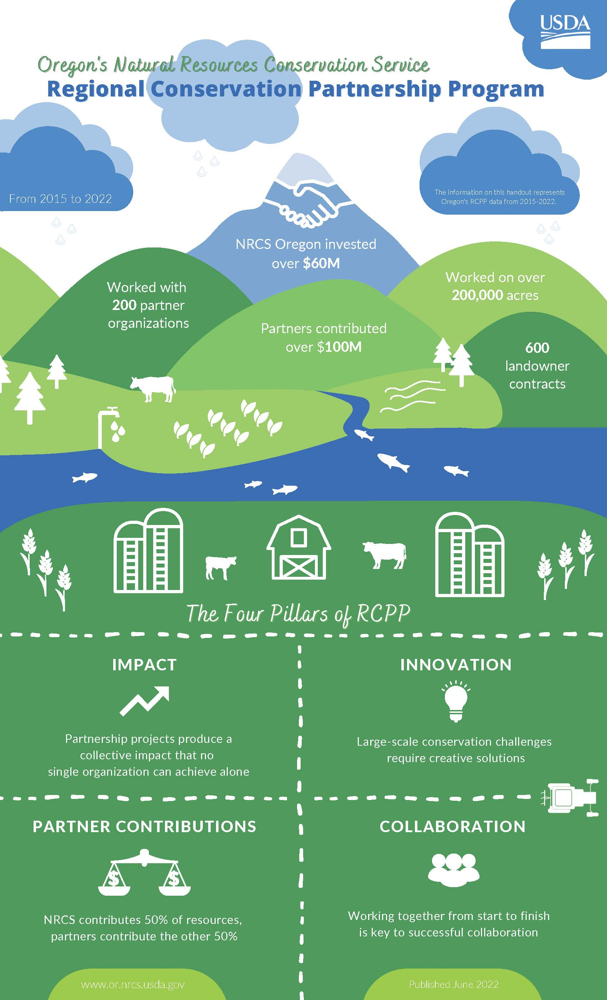 USDA
Oregon's Natural Resources Conservation Service
Regional Conservation Partnership Program
From 2015 to 2022
The information on this handout represents
Oregon's RCPP data from 2015-2022.
NRCS Oregon invested
over $60M
Worked with
200 partner
organizations
Worked on over
200,000 acres
Partners contributed
over $100M
600
landowner
contracts
The Four Pillars of RCPP
IMPACT
Partnership projects produce a
collective impact that no
single organization can achieve alone
INNOVATION
Large-scale conservation challenges
require creative solutions
PARTNER CONTRIBUTIONS
$ $
NRCS contributes 50% of resources,
partners contribute the other 50%
COLLABORATION
Working together from start to finish
is key to successful collaboration
www.or.nrcs.usda.gov
Published June 2022